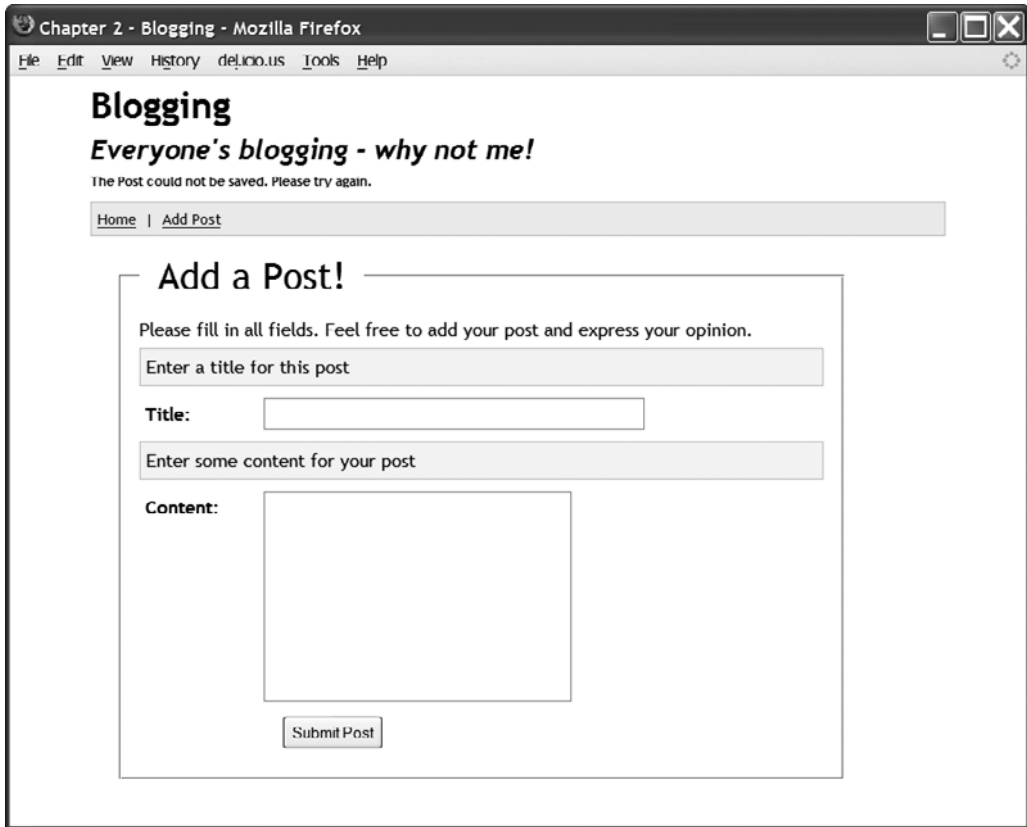 Chapter 2 - Blogging - Mozilla Firefox
File Edit View History del.icio.us Tools Help
Blogging
Everyone's blogging - why not me!
The Post could not be saved. Please try again.
Home | Add Post
Add a Post!
Please fill in all fields. Feel free to add your post and express your opinion.
Enter a title for this post
Title:
Enter some content for your post
Content:
Submit Post